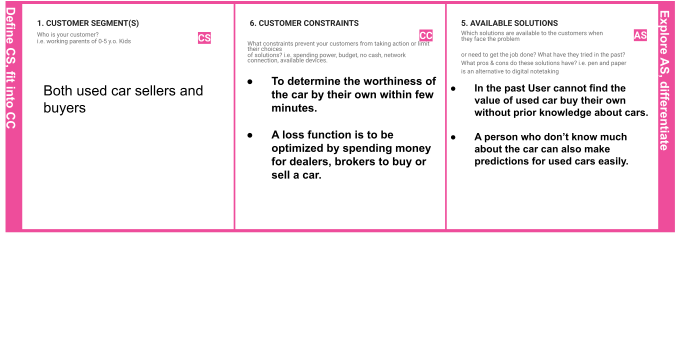 Define CS, fit into CC
1. CUSTOMER SEGMENT(S)
Who is your customer?
i.e. working parents of 0-5 y.o. Kids
CS
Both used car sellers and
buyers
6. CUSTOMER CONSTRAINTS
CC
What constraints prevent your customers from taking action or limit
their choices
of solutions? i.e. spending power, budget, no cash, network
connection, available devices.
● To determine the worthiness of
the car by their own within few
minutes.
● A loss function is to be
optimized by spending money
for dealers, brokers to buy or
sell a car.
5. AVAILABLE SOLUTIONS
Which solutions are available to the customers when
they face the problem
AS
or need to get the job done? What have they tried in the past?
What pros & cons do these solutions have? i.e. pen and paper
is an alternative to digital notetaking
● In the past User cannot find the
value of used car buy their own
without prior knowledge about cars.
● A person who don't know much
about the car can also make
predictions for used cars easily.
Explore AS, differentiate